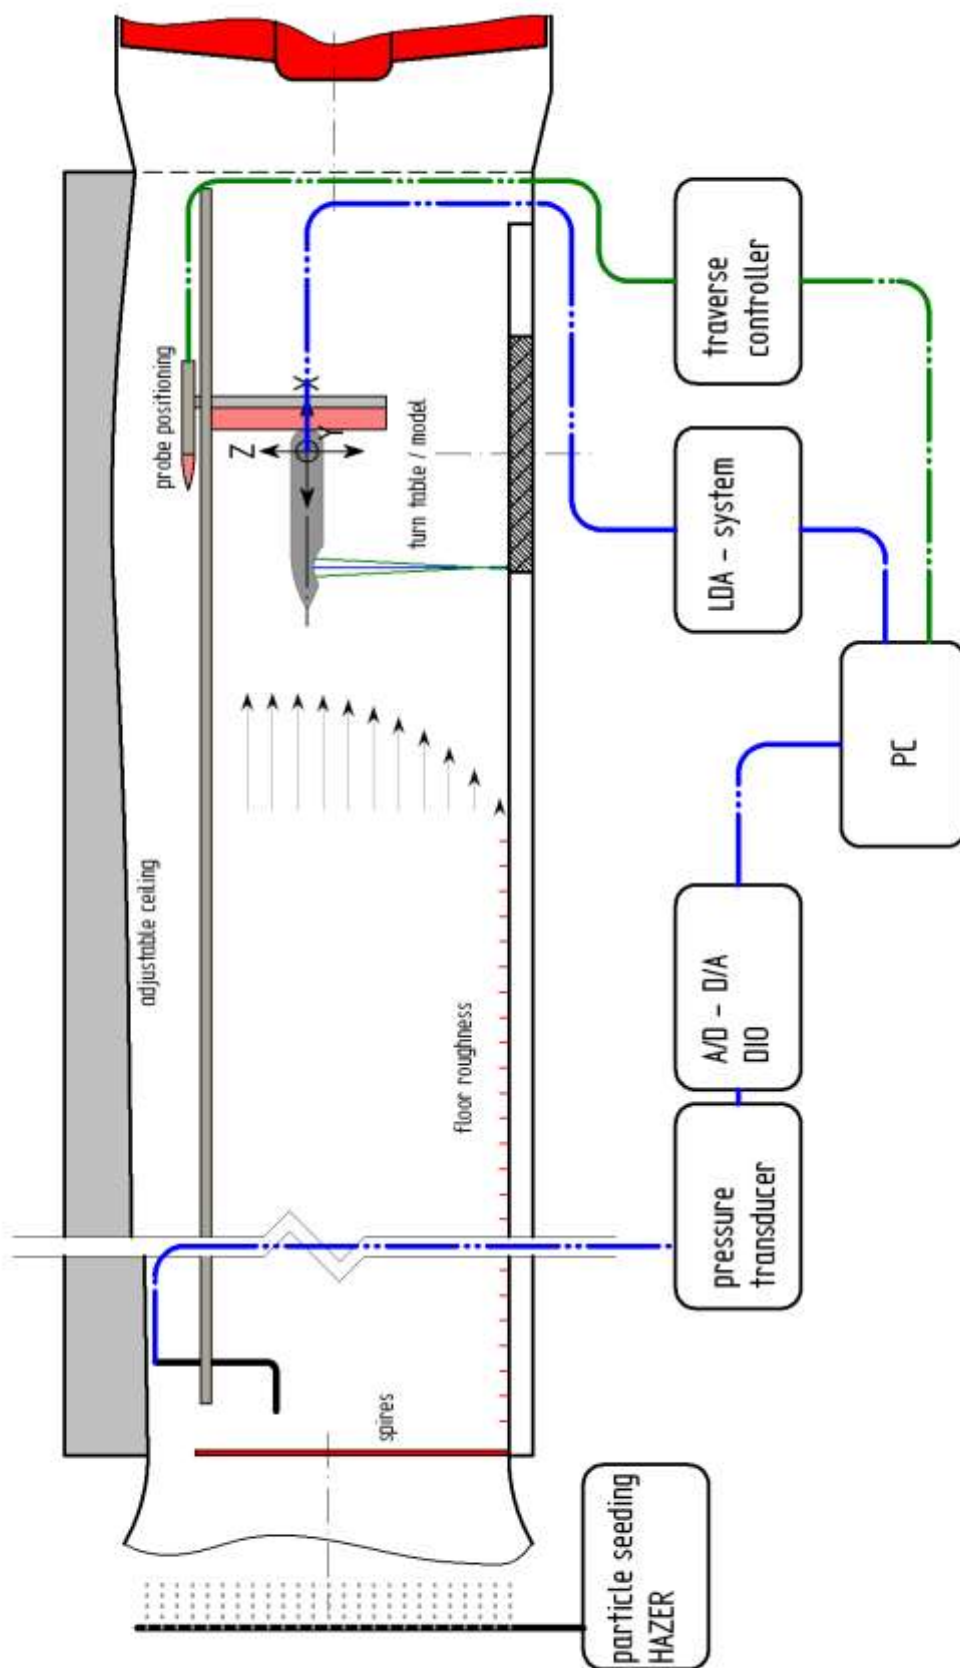 adjustable ceiling
probe positioning
Z
X
Y
turn table / model
floor roughness
spires
particle seeding
HAZER
pressure
transducer
A/D - D/A
DIO
LDA - system
traverse
controller
PC